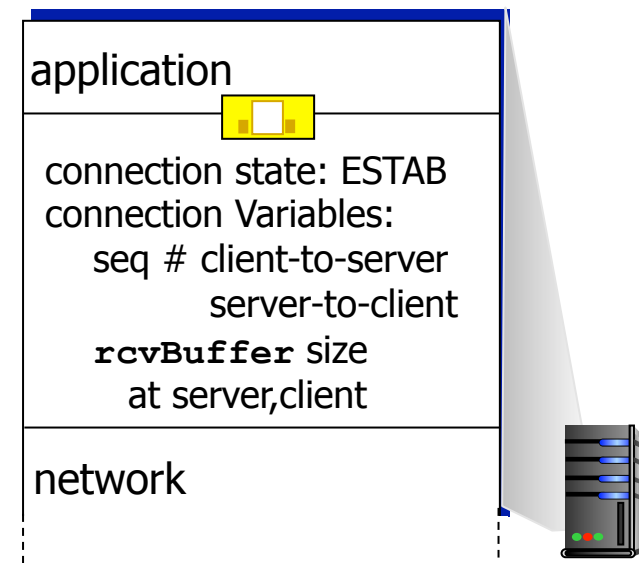 application
connection state: ESTAB
connection Variables:
seq # client-to-server
server-to-client
rcvBuffer size
at server,client
network